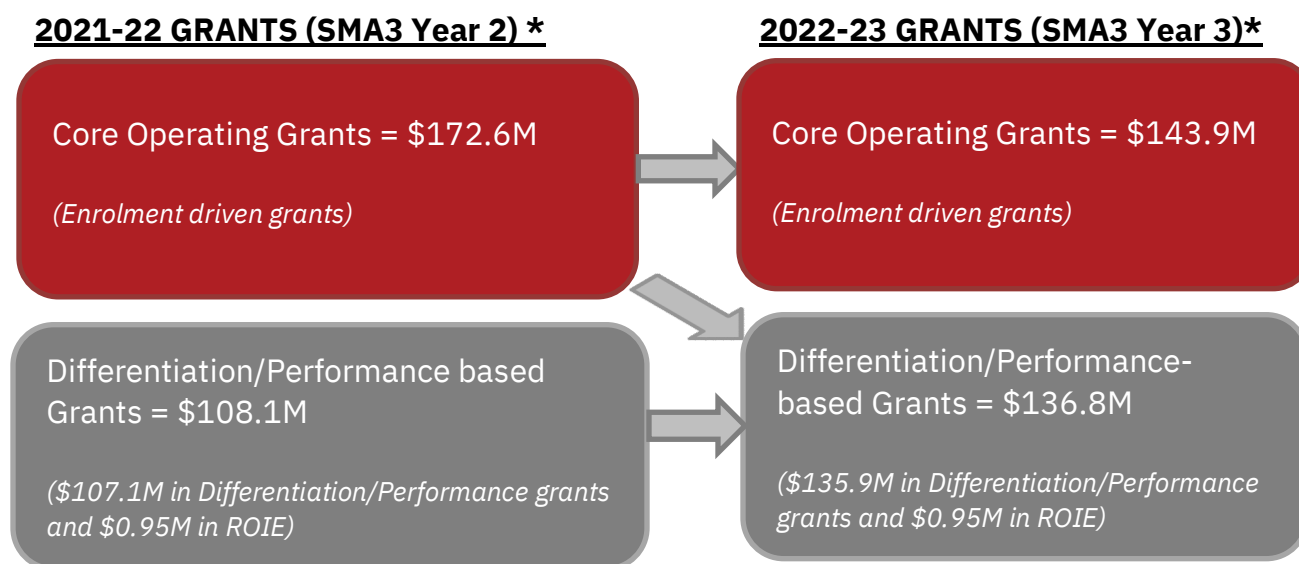 2021-22 GRANTS (SMA3 Year 2) *
Core Operating Grants = $172.6M
(Enrolment driven grants)
Differentiation/Performance based
Grants = $108.1M
($107.1M in Differentiation/Performance grants
and $0.95M in ROIE)
2022-23 GRANTS (SMA3 Year 3)*
Core Operating Grants = $143.9M
(Enrolment driven grants)
Differentiation/Performance-
based Grants = $136.8M
($135.9M in Differentiation/Performance
grants and $0.95M in ROIE)